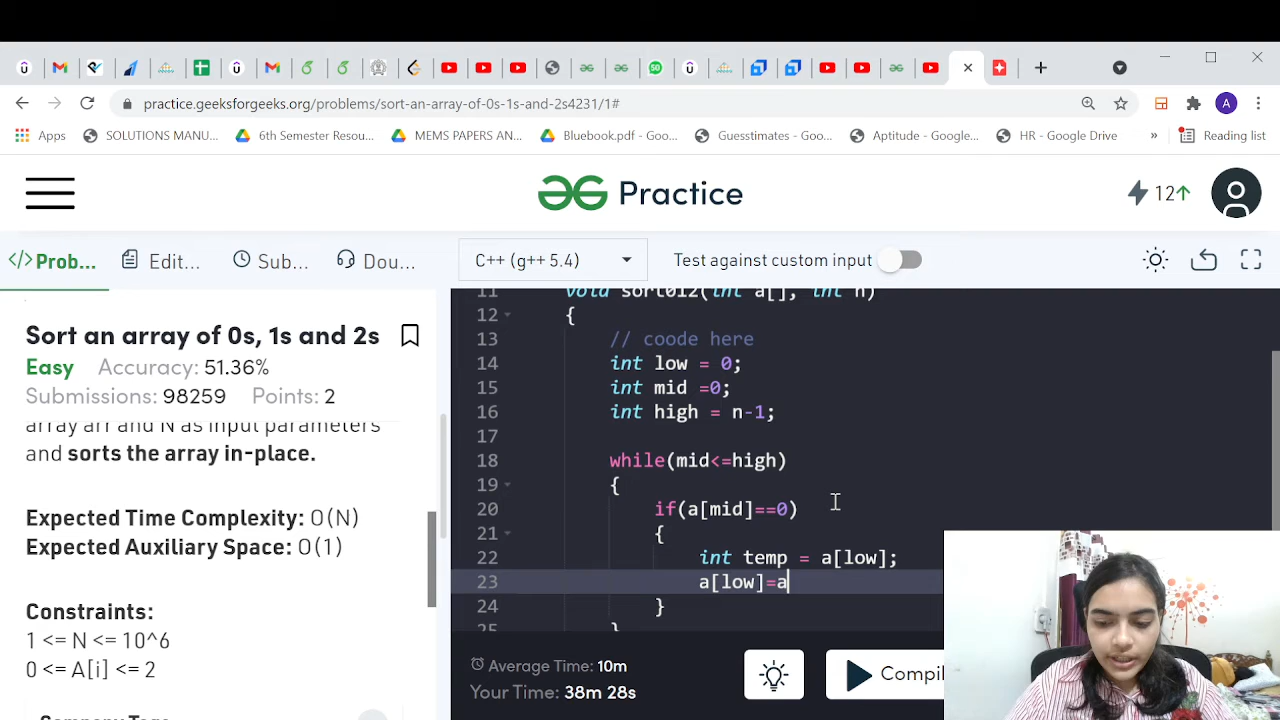 practice.geeksforgeeks.org/problems/sort-an-array-of-0s-1s-and-2s4231/1#
A
Apps
SOLUTIONS MANU...
6th Semester Resou...
MEMS PAPERS AN...
Bluebook.pdf - Goo...
Guesstimates - Goo...
Aptitude - Google...
HR - Google Drive
»
Reading list
Practice
12↑
</> Prob...
Edit...
Sub...
Dou...
C++ (g++ 5.4)
Test against custom input
Sort an array of 0s, 1s and 2s
Easy Accuracy: 51.36%
Submissions: 98259 Points: 2
array arr and N as input parameters
and sorts the array in-place.
Expected Time Complexity: O(N)
Expected Auxiliary Space: O(1)
Constraints:
1 <= N <= 10^6
0 <= A[i] <= 2
Company Tags
11 void sort012(int a[], int n)
12 {
13 // coode here
14 int low = 0;
15 int mid =0;
16 int high = n-1;
17
18 while(mid<=high)
19 {
20 if(a[mid]==0)
21 {
22 int temp = a[low];
23 a[low]=a
24 }
25 }
Average Time: 10m
Your Time: 38m 28s
Compil